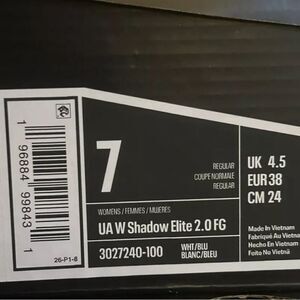 7
REGULAR
COUPE NORMALE
REGULAR
UK 4.5
EUR 38
CM 24
WOMENS / FEMMES / MUJERES
UA W Shadow Elite 2.0 FG
3027240-100
WHT/BLU
BLANC/BLEU
Made in Vietnam
Fabriqué Au Vietnam
Hecho En Vietnam
Feito No Vietnã
1 96884 99843 1
26-P1-6